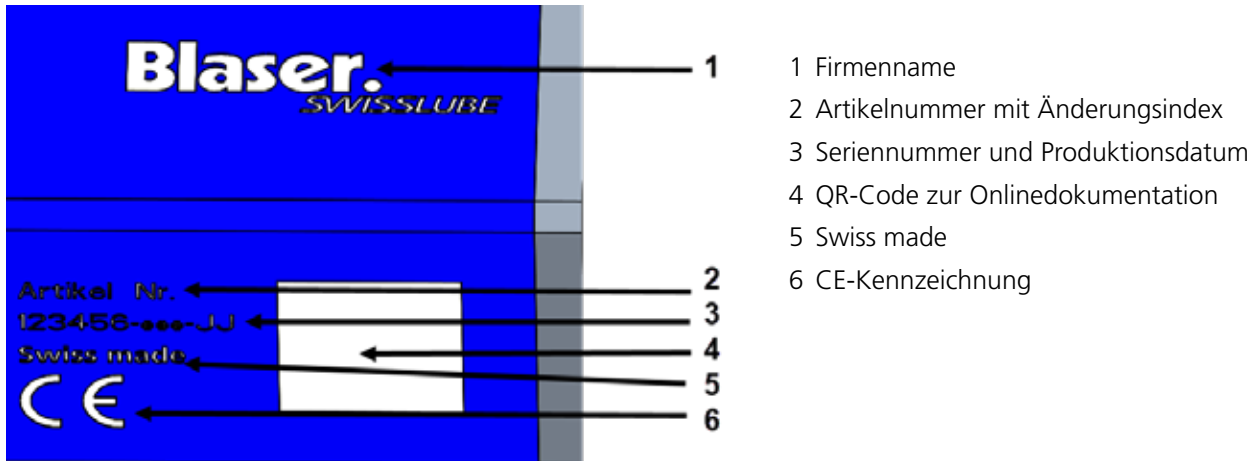 Blaser.
SWISSLUBE
1
Artikel Nr.
2
123456-•••-JJ
3
Swiss made
4
5
CE
6
1 Firmenname
2 Artikelnummer mit Änderungsindex
3 Seriennummer und Produktionsdatum
4 QR-Code zur Onlinedokumentation
5 Swiss made
6 CE-Kennzeichnung